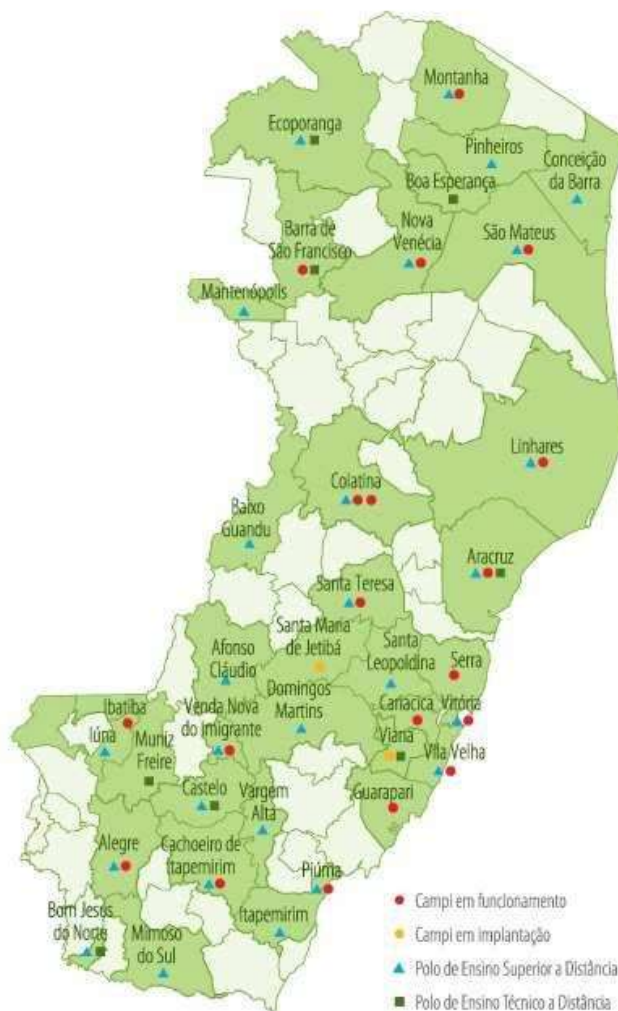 Montanha
Ecoporanga
Pinheiros
Conceição
da Barra
Boa Esperança
Barra de
São Francisco
Nova
Venécia
São Mateus
Mantenópolis
Linhares
Colatina
Baixo
Guandu
Aracruz
Santa Teresa
Santa Maria
de Jetibá
Afonso
Cláudio
Santa
Leopoldina
Serra
Domingos
Martins
Cariacica
Vitória
Ibatiba
Venda Nova
do Imigrante
Iúna
Muniz
Freire
Viana
Vila Velha
Castelo
Vargem
Alta
Guarapari
Alegre
Cachoeiro de
Itapemirim
Piúma
Bom Jesus
do Norte
Mimoso
do Sul
Itapemirim
Campi em funcionamento
Campi em implantação
Polo de Ensino Superior a Distância
Polo de Ensino Técnico a Distância